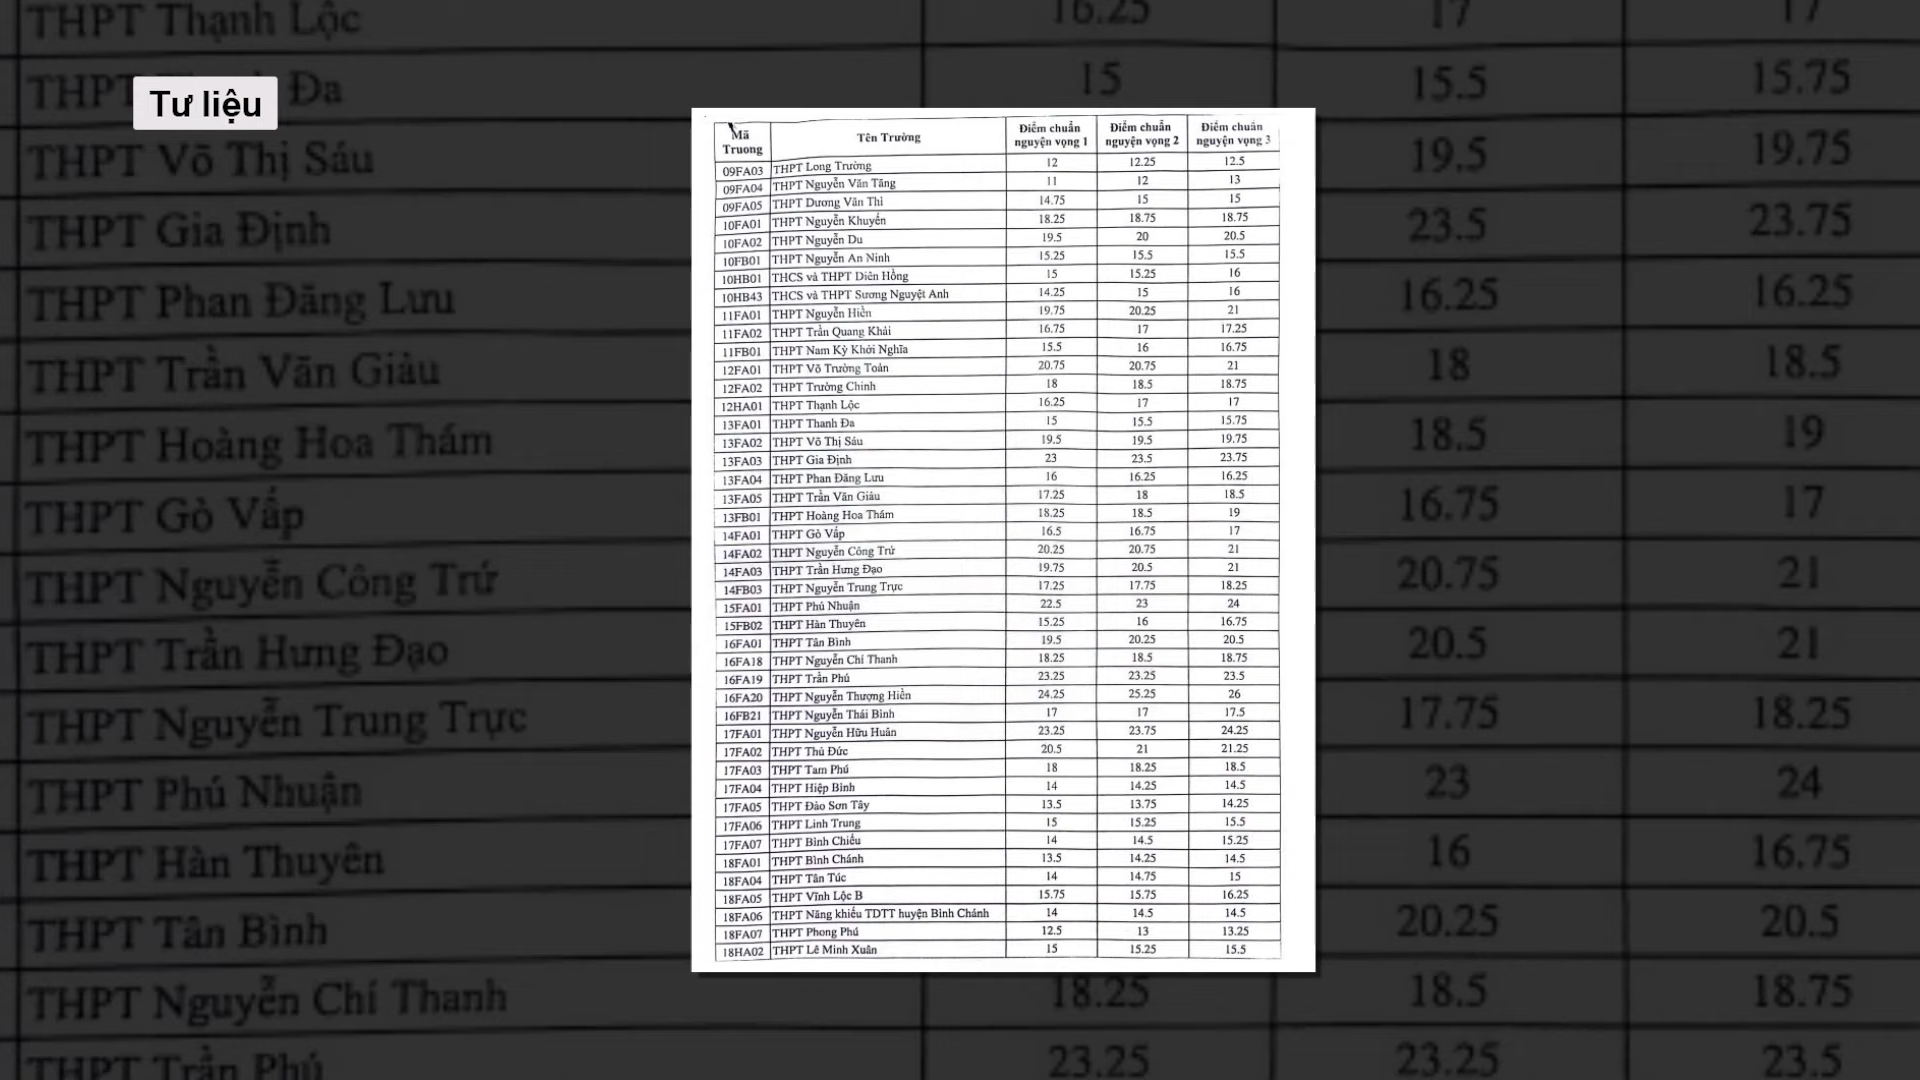 Tư liệu
Mã Truong Tên Trường Điểm chuẩn nguyện vọng 1 Điểm chuẩn nguyện vọng 2 Điểm chuẩn nguyện vọng 3
09FA03 THPT Long Trường 12 12.25 12.5
09FA04 THPT Nguyễn Văn Tăng 11 12 13
09FA05 THPT Dương Văn Thì 14.75 15 15
10FA01 THPT Nguyễn Khuyến 18.25 18.75 18.75
10FA02 THPT Nguyễn Du 19.5 20 20.5
10FB01 THPT Nguyễn An Ninh 15.25 15.5 15.5
10HB01 THCS và THPT Diên Hồng 15 15.25 16
10HB43 THCS và THPT Sương Nguyệt Anh 14.25 15 16
11FA01 THPT Nguyễn Hiền 19.75 20.25 21
11FA02 THPT Trần Quang Khải 16.75 17 17.25
11FB01 THPT Nam Kỳ Khởi Nghĩa 15.5 16 16.75
12FA01 THPT Võ Trường Toản 20.75 20.75 21
12FA02 THPT Trường Chinh 18 18.5 18.75
12HA01 THPT Thạnh Lộc 16.25 17 17
13FA01 THPT Thanh Đa 15 15.5 15.75
13FA02 THPT Võ Thị Sáu 19.5 19.5 19.75
13FA03 THPT Gia Định 23 23.5 23.75
13FA04 THPT Phan Đăng Lưu 16 16.25 16.25
13FA05 THPT Trần Văn Giàu 17.25 18 18.5
13FB01 THPT Hoàng Hoa Thám 18.25 18.5 19
14FA01 THPT Gò Vấp 16.5 16.75 17
14FA02 THPT Nguyễn Công Trứ 20.25 20.75 21
14FA03 THPT Trần Hưng Đạo 19.75 20.5 21
14FB03 THPT Nguyễn Trung Trực 17.25 17.75 18.25
15FA01 THPT Phú Nhuận 22.5 23 24
15FB02 THPT Hàn Thuyên 15.25 16 16.75
16FA01 THPT Tân Bình 19.5 20.25 20.5
16FA18 THPT Nguyễn Chí Thanh 18.25 18.5 18.75
16FA19 THPT Trần Phú 23.25 23.25 23.5
16FA20 THPT Nguyễn Thượng Hiền 24.25 25.25 26
16FB21 THPT Nguyễn Thái Bình 17 17 17.5
17FA01 THPT Nguyễn Hữu Huân 23.25 23.75 24.25
17FA02 THPT Thủ Đức 20.5 21 21.25
17FA03 THPT Tam Phú 18 18.25 18.5
17FA04 THPT Hiệp Bình 14 14.25 14.5
17FA05 THPT Đào Sơn Tây 13.5 13.75 14.25
17FA06 THPT Linh Trung 15 15.25 15.5
17FA07 THPT Bình Chiểu 14 14.5 15.25
18FA01 THPT Bình Chánh 13.5 14.25 14.5
18FA04 THPT Tân Túc 14 14.75 15
18FA05 THPT Vĩnh Lộc B 15.75 15.75 16.25
18FA06 THPT Năng khiếu TDTT huyện Bình Chánh 14 14.5 14.5
18FA07 THPT Phong Phú 12.5 13 13.25
18HA02 THPT Lê Minh Xuân 15 15.25 15.5
THPT Thạnh Lộc 16.25 17 17
THPT Đa 15 15.5 15.75
THPT Võ Thị Sáu 19.5 19.75
THPT Gia Định 23.5 23.75
THPT Phan Đăng Lưu 16.25 16.25
THPT Trần Văn Giàu 18 18.5
THPT Hoàng Hoa Thám 18.5 19
THPT Gò Vấp 16.75 17
THPT Nguyễn Công Trứ 20.75 21
THPT Trần Hưng Đạo 20.5 21
THPT Nguyễn Trung Trực 17.75 18.25
THPT Phú Nhuận 23 24
THPT Hàn Thuyên 16 16.75
THPT Tân Bình 20.25 20.5
THPT Nguyễn Chí Thanh 18.25 18.5 18.75
THPT Trần Phú 23.25 23.25 23.5